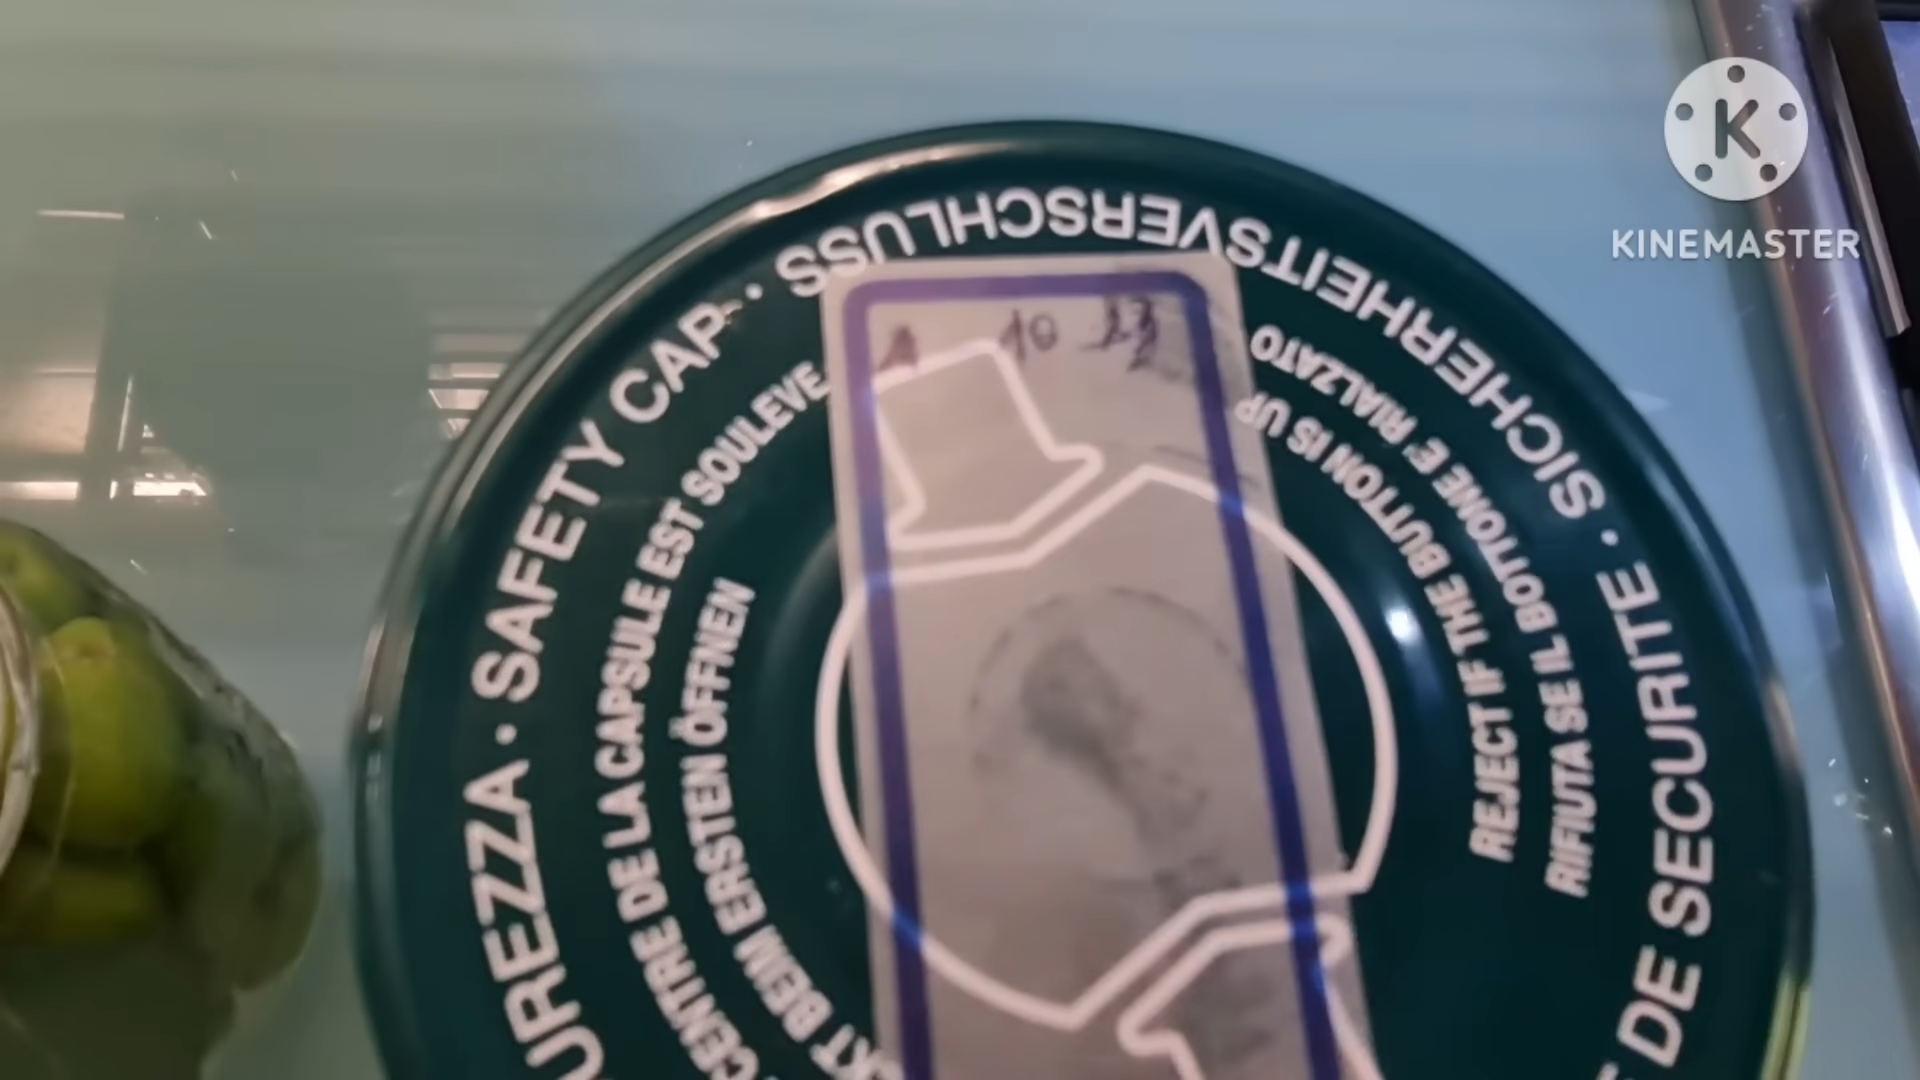 K
KINEMASTER
SICHERHEITSVERSCHLUSS ·
SAFETY CAP ·
DE SECURITE ·
CENTRE DE LA CAPSULE EST SOULEVE
BEIM ERSTEN ÖFFNEN
REJECT IF THE BUTTON IS UP
RIFIUTA SE IL BOTTONE E' RIALZATO
10